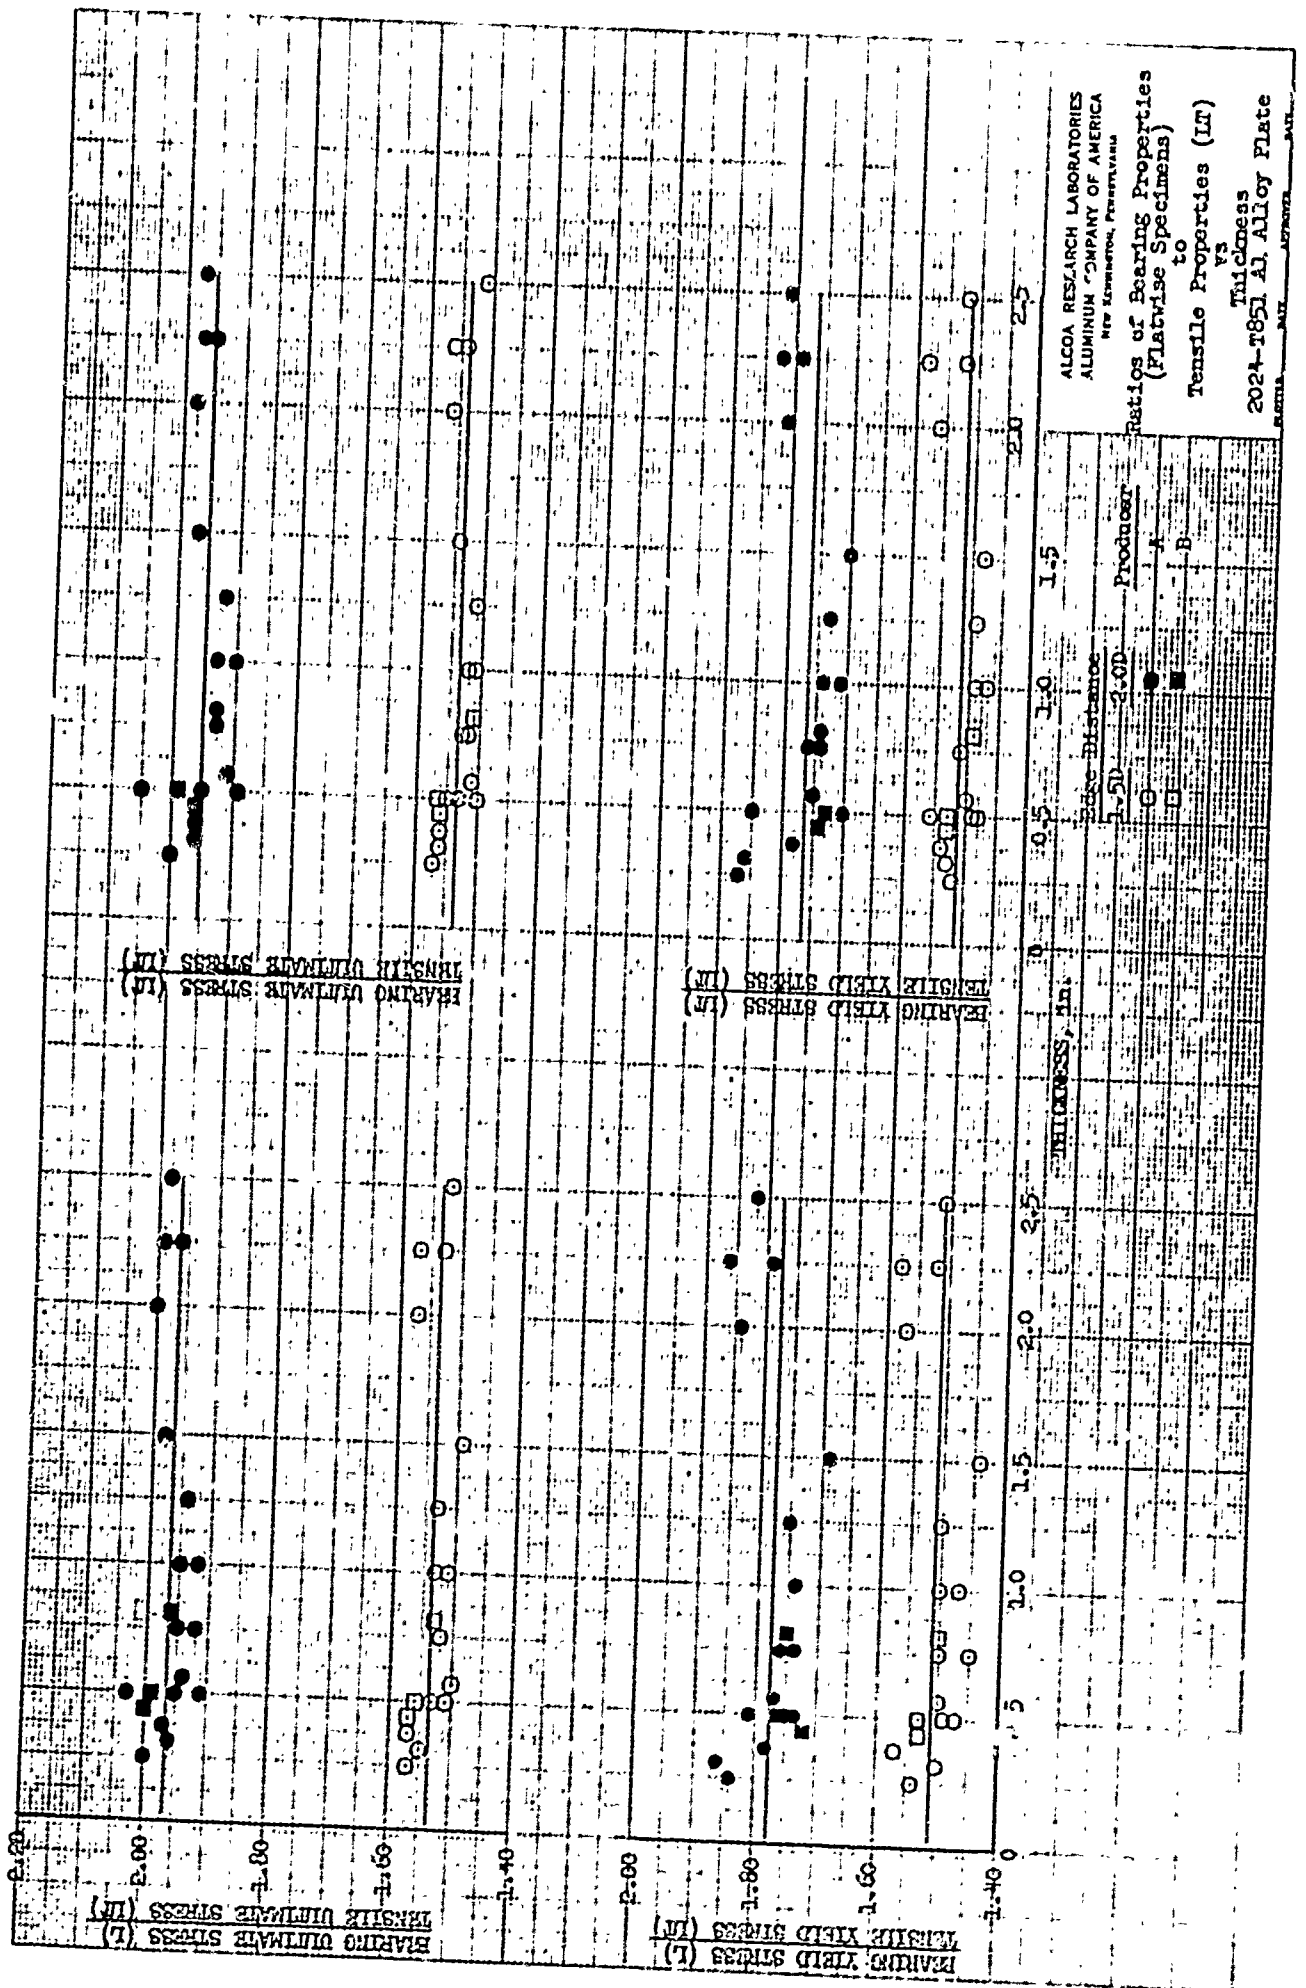 ALCOA RESEARCH LABORATORIES
ALUMINUM COMPANY OF AMERICA
NEW KENSINGTON, PENNSYLVANIA
Ratios of Bearing Properties
(Flatwise Specimens)
to
Tensile Properties (LT)
vs
Thickness
2024-T851 Al Alloy Plate
DATE APPROVED DATE
BEARING ULTIMATE STRESS (L)
TENSILE ULTIMATE STRESS (LT)
2.20
2.00
1.80
1.60
1.40
BEARING ULTIMATE STRESS (LT)
TENSILE ULTIMATE STRESS (LT)
BEARING YIELD STRESS (L)
TENSILE YIELD STRESS (LT)
2.00
1.80
1.60
1.40
BEARING YIELD STRESS (LT)
TENSILE YIELD STRESS (LT)
0 .5 1.0 1.5 2.0 2.5
0 0.5 1.0 1.5 2.0 2.5
THICKNESS, in.
Edge Distance
1.5D 2.0D Producer
A
B